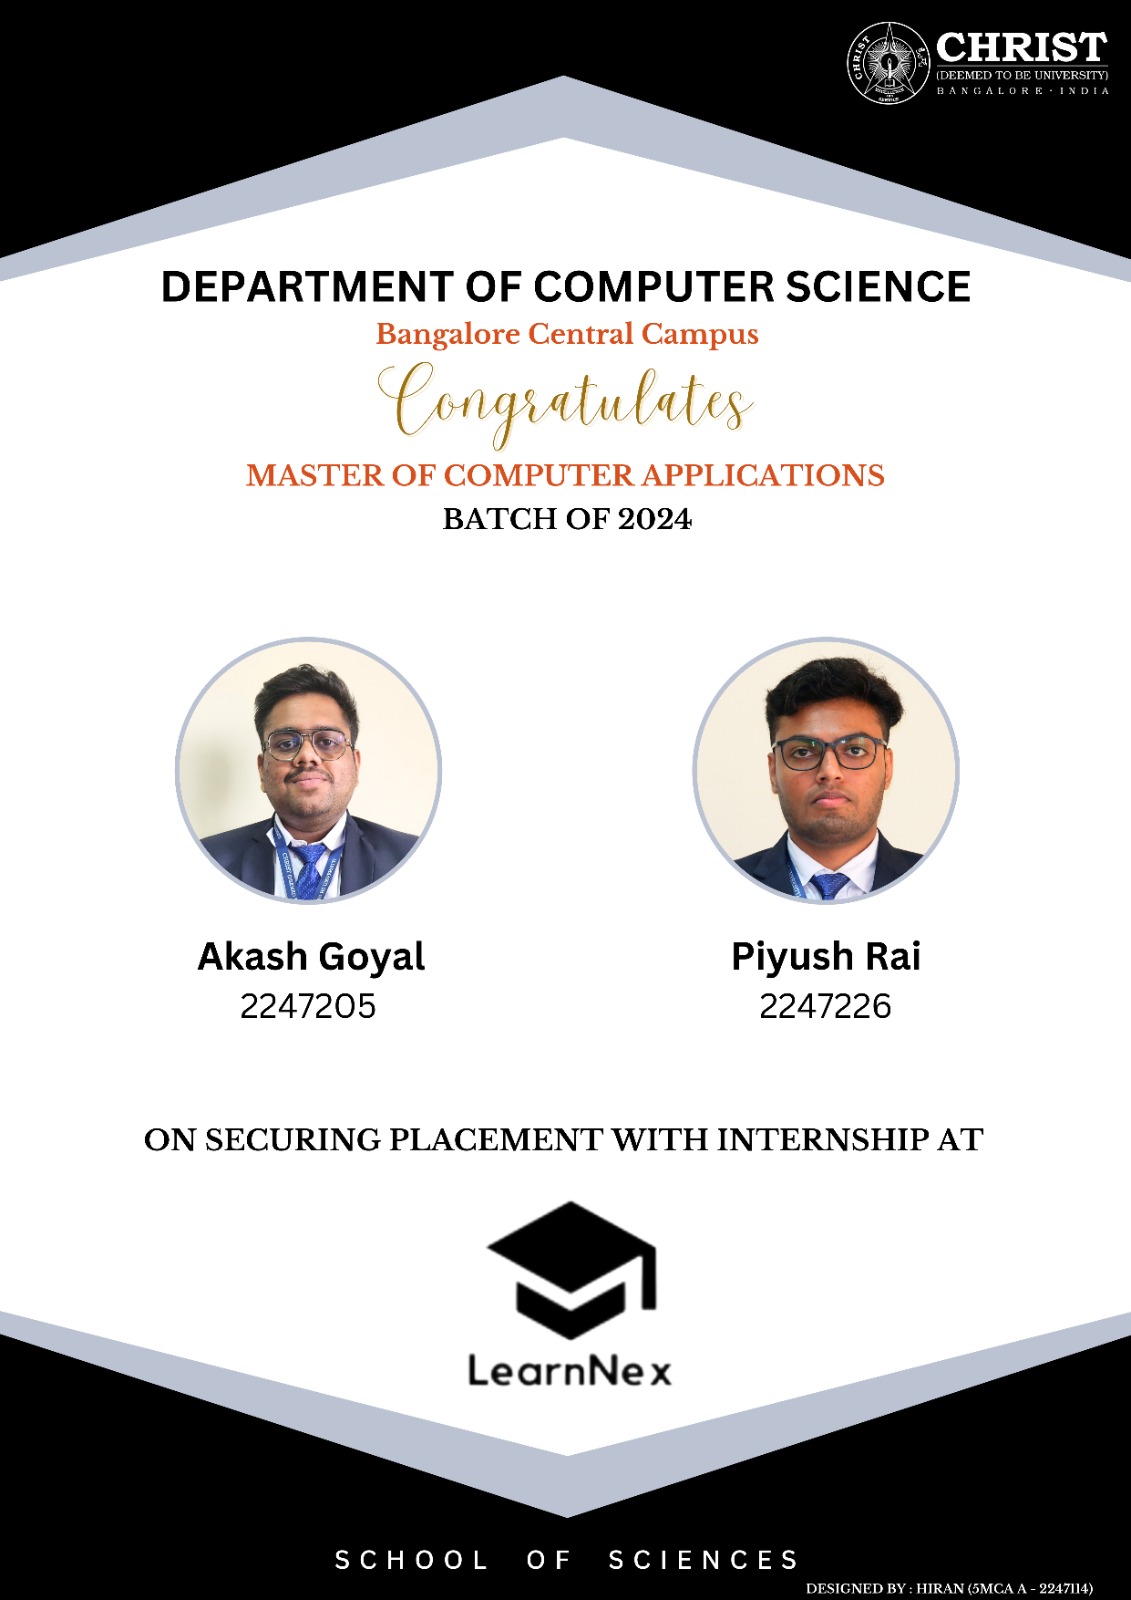 CHRIST
(DEEMED TO BE UNIVERSITY)
BANGALORE · INDIA
DEPARTMENT OF COMPUTER SCIENCE
Bangalore Central Campus
Congratulates
MASTER OF COMPUTER APPLICATIONS
BATCH OF 2024
Akash Goyal
2247205
Piyush Rai
2247226
ON SECURING PLACEMENT WITH INTERNSHIP AT
LearnNex
SCHOOL OF SCIENCES
DESIGNED BY : HIRAN (5MCA A - 2247114)